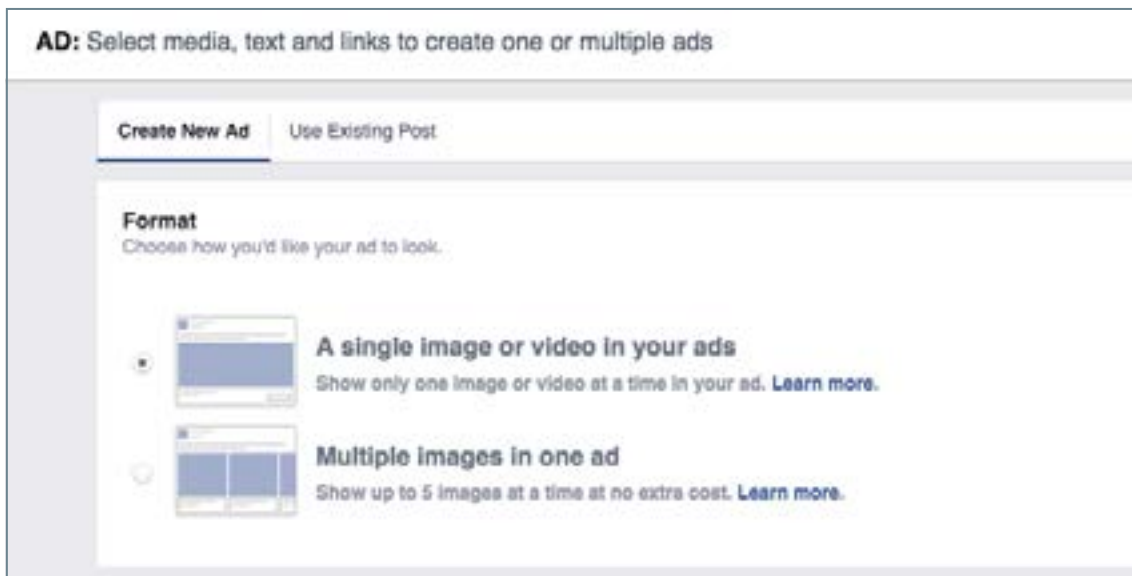 AD: Select media, text and links to create one or multiple ads
Create New Ad Use Existing Post
Format
Choose how you'd like your ad to look.
A single image or video in your ads
Show only one image or video at a time in your ad. Learn more.
Multiple images in one ad
Show up to 5 images at a time at no extra cost. Learn more.